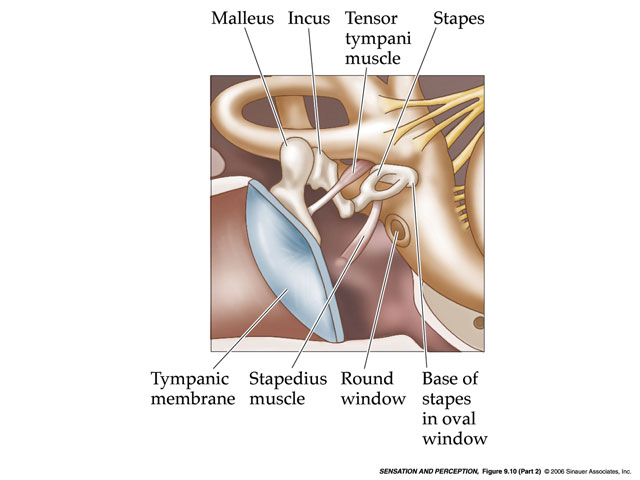 Malleus Incus Tensor tympani muscle Stapes
Tympanic membrane Stapedius muscle Round window Base of stapes in oval window
SENSATION AND PERCEPTION, Figure 9.10 (Part 2) © 2006 Sinauer Associates, Inc.